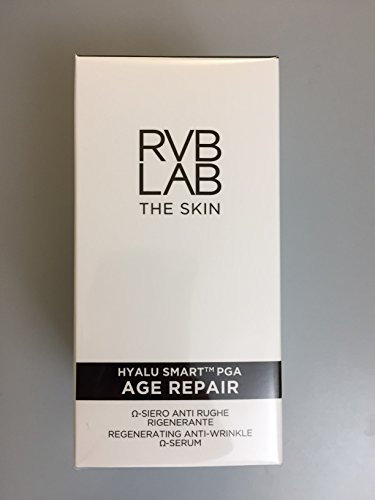 RVB
LAB
THE SKIN
HYALU SMART™ PGA
AGE REPAIR
Ω-SIERO ANTI RUGHE
RIGENERANTE
REGENERATING ANTI-WRINKLE
Ω-SERUM